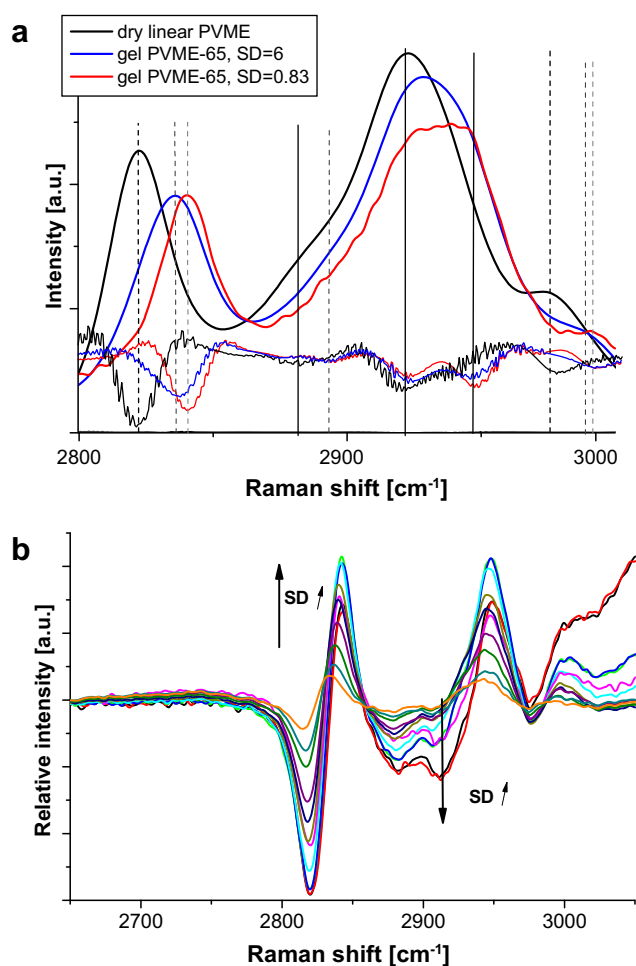 a
dry linear PVME
gel PVME-65, SD=6
gel PVME-65, SD=0.83
Intensity [a.u.]
2800
2900
3000
Raman shift [cm⁻¹]
b
SD
SD
Relative intensity [a.u.]
2700
2800
2900
3000
Raman shift [cm⁻¹]